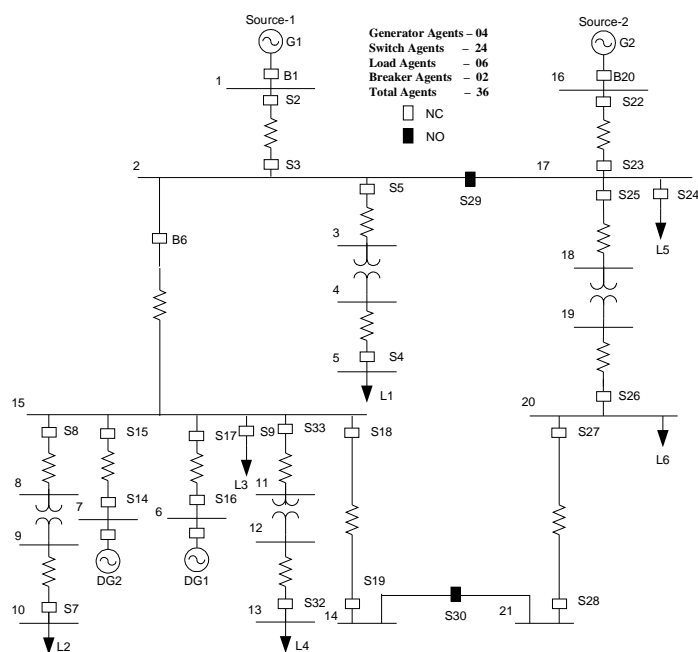 Source-1
G1
B1
1
S2
S3
2
Generator Agents – 04
Switch Agents – 24
Load Agents – 06
Breaker Agents – 02
Total Agents – 36
NC
NO
Source-2
G2
B20
16
S22
S23
17
S5
S29
S25
S24
L5
B6
3
4
5
S4
L1
18
19
S26
20
L6
15
S8
S15
S17
S9
S33
S18
S27
L3
8
S14
7
S16
6
11
9
DG2
DG1
12
S7
S32
S19
S28
10
13
14
S30
21
L2
L4